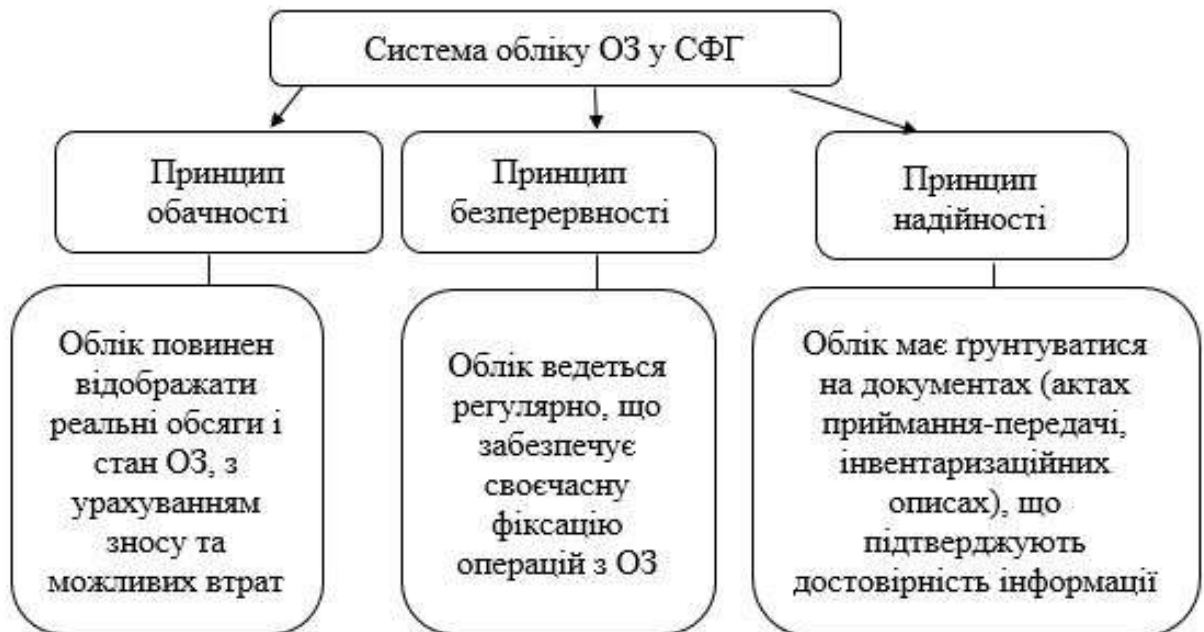 Система обліку ОЗ у СФГ
Принцип
обачності
Принцип
безперервності
Принцип
надійності
Облік повинен
відображати
реальні обсяги і
стан ОЗ, з
урахуванням
зносу та
можливих втрат
Облік ведеться
регулярно, що
забезпечує
своєчасну
фіксацію
операцій з ОЗ
Облік має ґрунтуватися
на документах (актах
приймання-передачі,
інвентаризаційних
описах), що
підтверджують
достовірність інформації